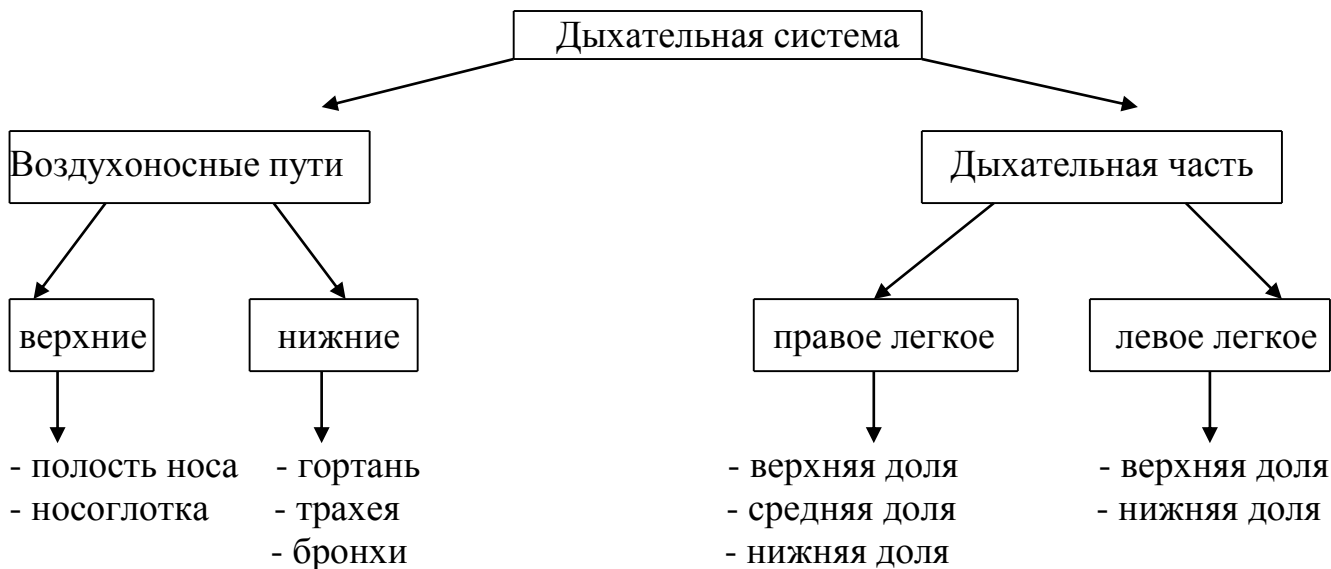 Дыхательная система
Воздухоносные пути
Дыхательная часть
верхние
нижние
правое легкое
левое легкое
- полость носа
- носоглотка
- гортань
- трахея
- бронхи
- верхняя доля
- средняя доля
- нижняя доля
- верхняя доля
- нижняя доля